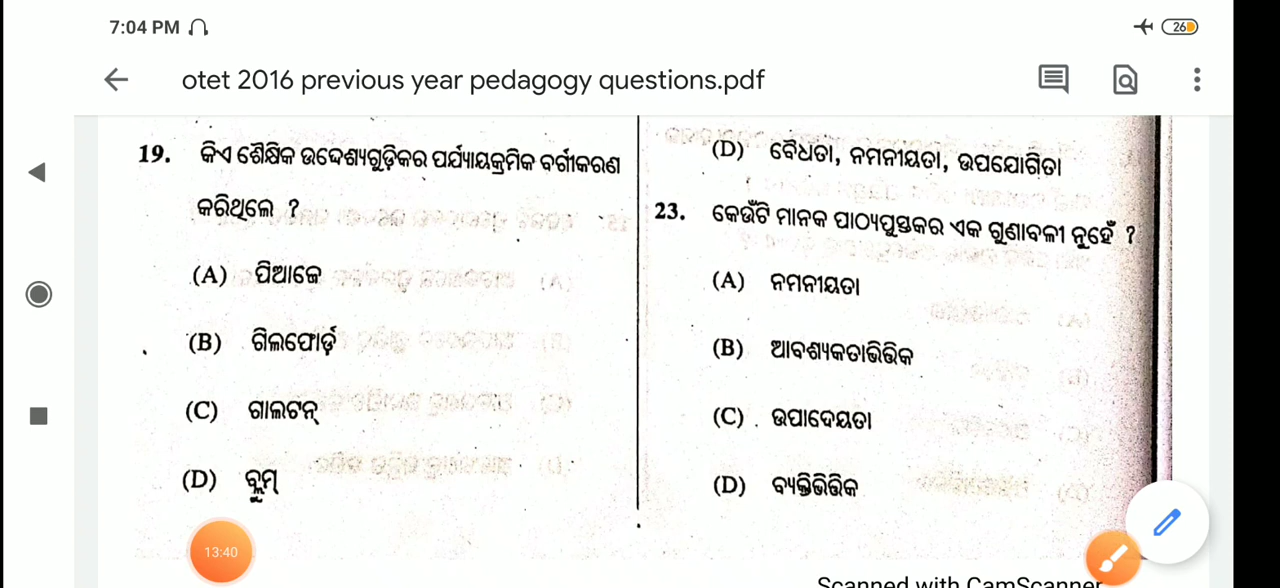 7:04 PM
26
otet 2016 previous year pedagogy questions.pdf
19. କିଏ ଶୈକ୍ଷିକ ଉଦ୍ଦେଶ୍ୟଗୁଡ଼ିକର ପର୍ଯ୍ୟାୟକ୍ରମିକ ବର୍ଗୀକରଣ
କରିଥିଲେ ?
(A) ପିଆଜେ
(B) ଗିଲଫୋର୍ଡ଼
(C) ଗାଲଟନ୍
(D) ବ୍ଲୁମ୍
(D) ବୈଧତା, ନମନୀୟତା, ଉପଯୋଗିତା
23. କେଉଁଟି ମାନକ ପାଠ୍ୟପୁସ୍ତକର ଏକ ଗୁଣାବଳୀ ନୁହେଁ ?
(A) ନମନୀୟତା
(B) ଆବଶ୍ୟକତାଭିତ୍ତିକ
(C) ଉପାଦେୟତା
(D) ବ୍ୟକ୍ତିଭିତ୍ତିକ
13:40
Scanned with CamScanner